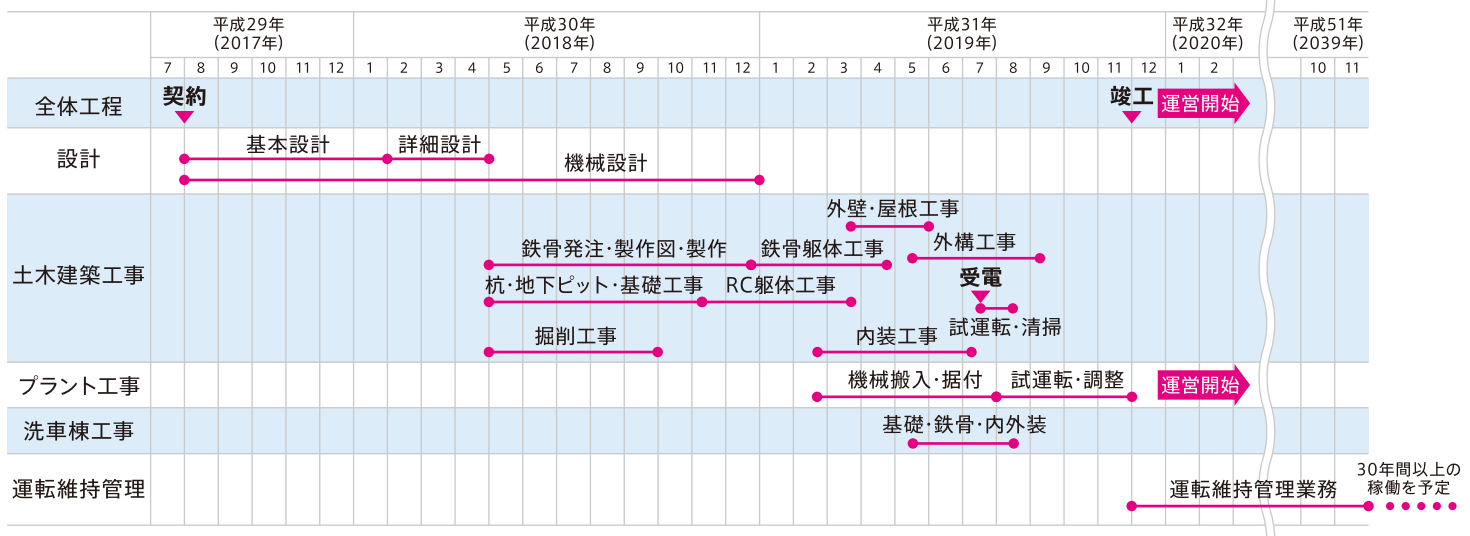 平成29年
(2017年)
平成30年
(2018年)
平成31年
(2019年)
平成32年
(2020年)
平成51年
(2039年)
7 8 9 10 11 12 1 2 3 4 5 6 7 8 9 10 11 12 1 2 3 4 5 6 7 8 9 10 11 12 1 2 10 11
全体工程
契約
竣工
運営開始
設計
基本設計
詳細設計
機械設計
土木建築工事
外壁・屋根工事
鉄骨発注・製作図・製作
鉄骨躯体工事
外構工事
杭・地下ピット・基礎工事
RC躯体工事
受電
試運転・清掃
掘削工事
内装工事
プラント工事
機械搬入・据付
試運転・調整
運営開始
洗車棟工事
基礎・鉄骨・内外装
運転維持管理
運転維持管理業務
30年間以上の
稼働を予定